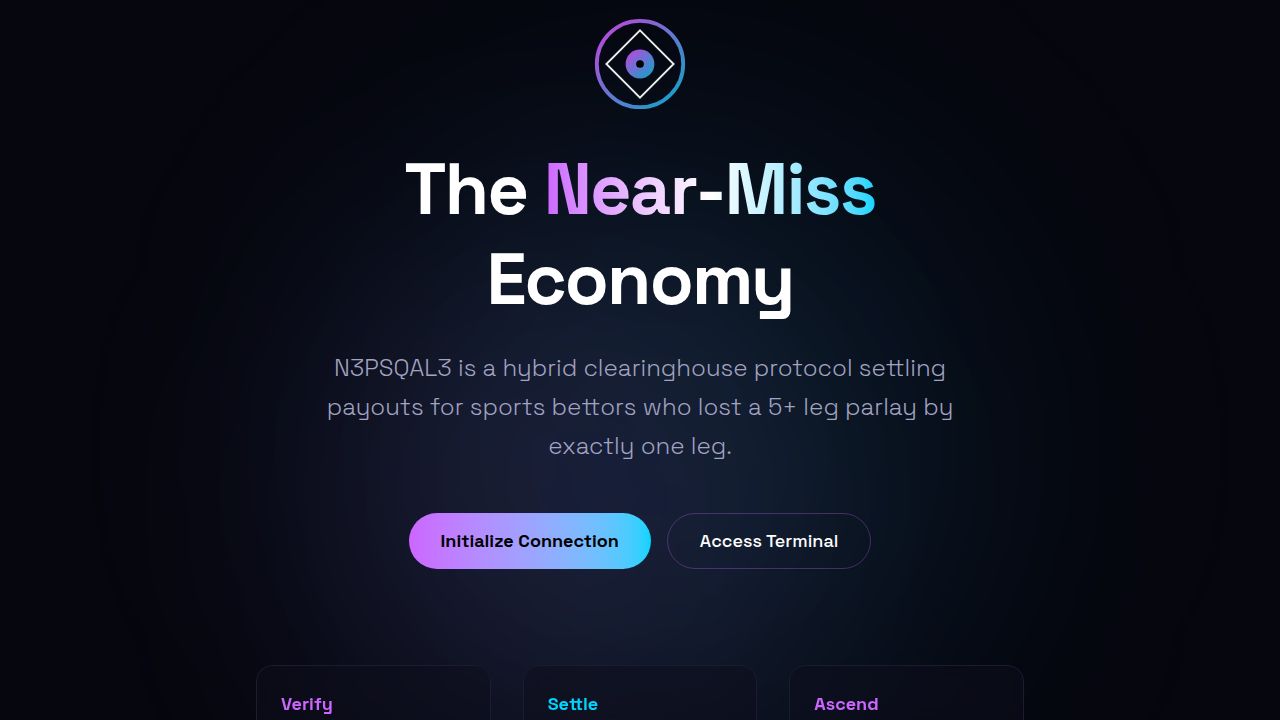 The Near-Miss
Economy
N3PSQAL3 is a hybrid clearinghouse protocol settling
payouts for sports bettors who lost a 5+ leg parlay by
exactly one leg.
Initialize Connection
Access Terminal
Verify
Settle
Ascend